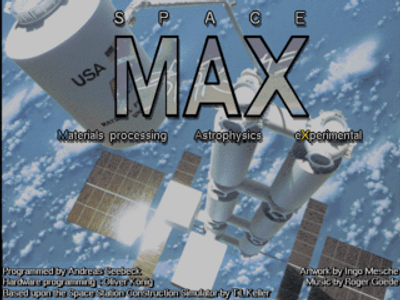 SPACE
MAX
USA
Materials processing Astrophysics eXperimental
Programmed by Andreas Seebeck
Hardware programming : Oliver König
Based upon the Space Station Construction Simulator by Keller
Artwork by Ingo Mesche
Music by Roger Goede